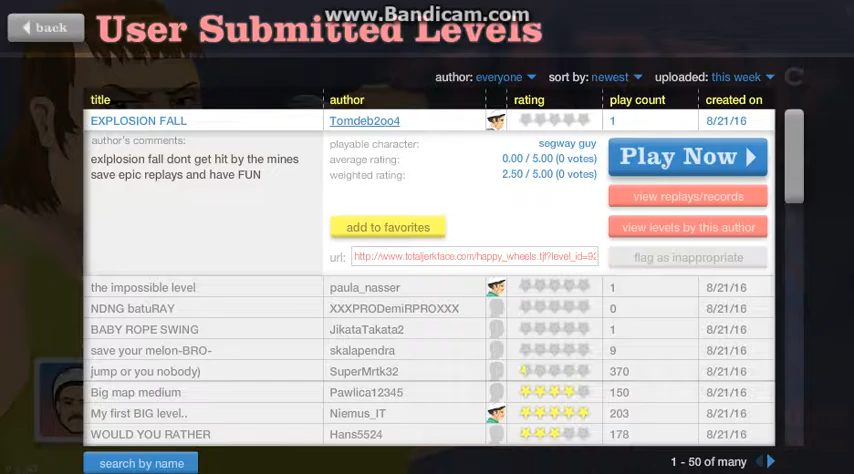 www.Bandicam.com
back
User Submitted Levels
author: everyone sort by: newest uploaded: this week
title author rating play count created on
EXPLOSION FALL Tomdeb2oo4 1 8/21/16
author's comments:
exlplosion fall dont get hit by the mines
save epic replays and have FUN
playable character: segway guy
average rating: 0.00 / 5.00 (0 votes)
weighted rating: 2.50 / 5.00 (0 votes)
Play Now
view replays/records
add to favorites
view levels by this author
url: http://www.totaljerkface.com/happy_wheels.tjf?level_id=92
flag as inappropriate
the impossible level paula_nasser 1 8/21/16
NDNG batuRAY XXXPRODemiRPROXXX 0 8/21/16
BABY ROPE SWING JikataTakata2 1 8/21/16
save your melon-BRO- skalapendra 9 8/21/16
jump or you nobody) SuperMrtk32 370 8/21/16
Big map medium Pawlica12345 150 8/21/16
My first BIG level.. Niemus_IT 203 8/21/16
WOULD YOU RATHER Hans5524 178 8/21/16
search by name
1 - 50 of many